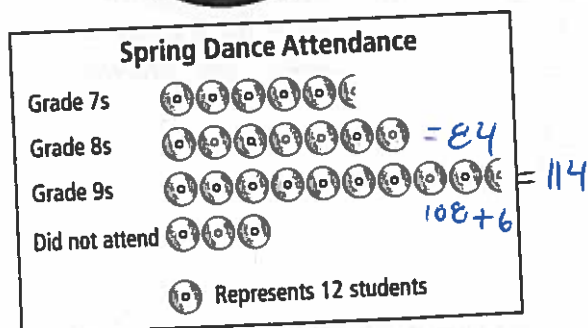 Spring Dance Attendance
Grade 7s
Grade 8s = 84
Grade 9s = 114
108 + 6
Did not attend
Represents 12 students